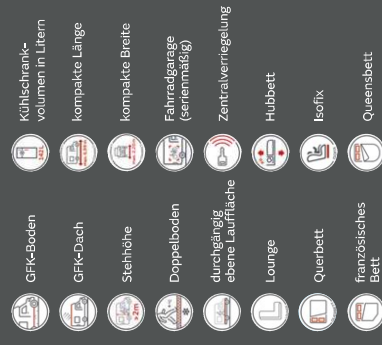 GFK-Boden
GFK-Dach
Stehhöhe
>2m
Doppelboden
durchgängig
ebene Lauffläche
Lounge
Querbett
französisches
Bett
Kühlschrank-
volumen in Litern
kompakte Länge
kompakte Breite
Fahrradgarage
(serienmäßig)
Zentralverriegelung
Hubbett
Isofix
Queensbett